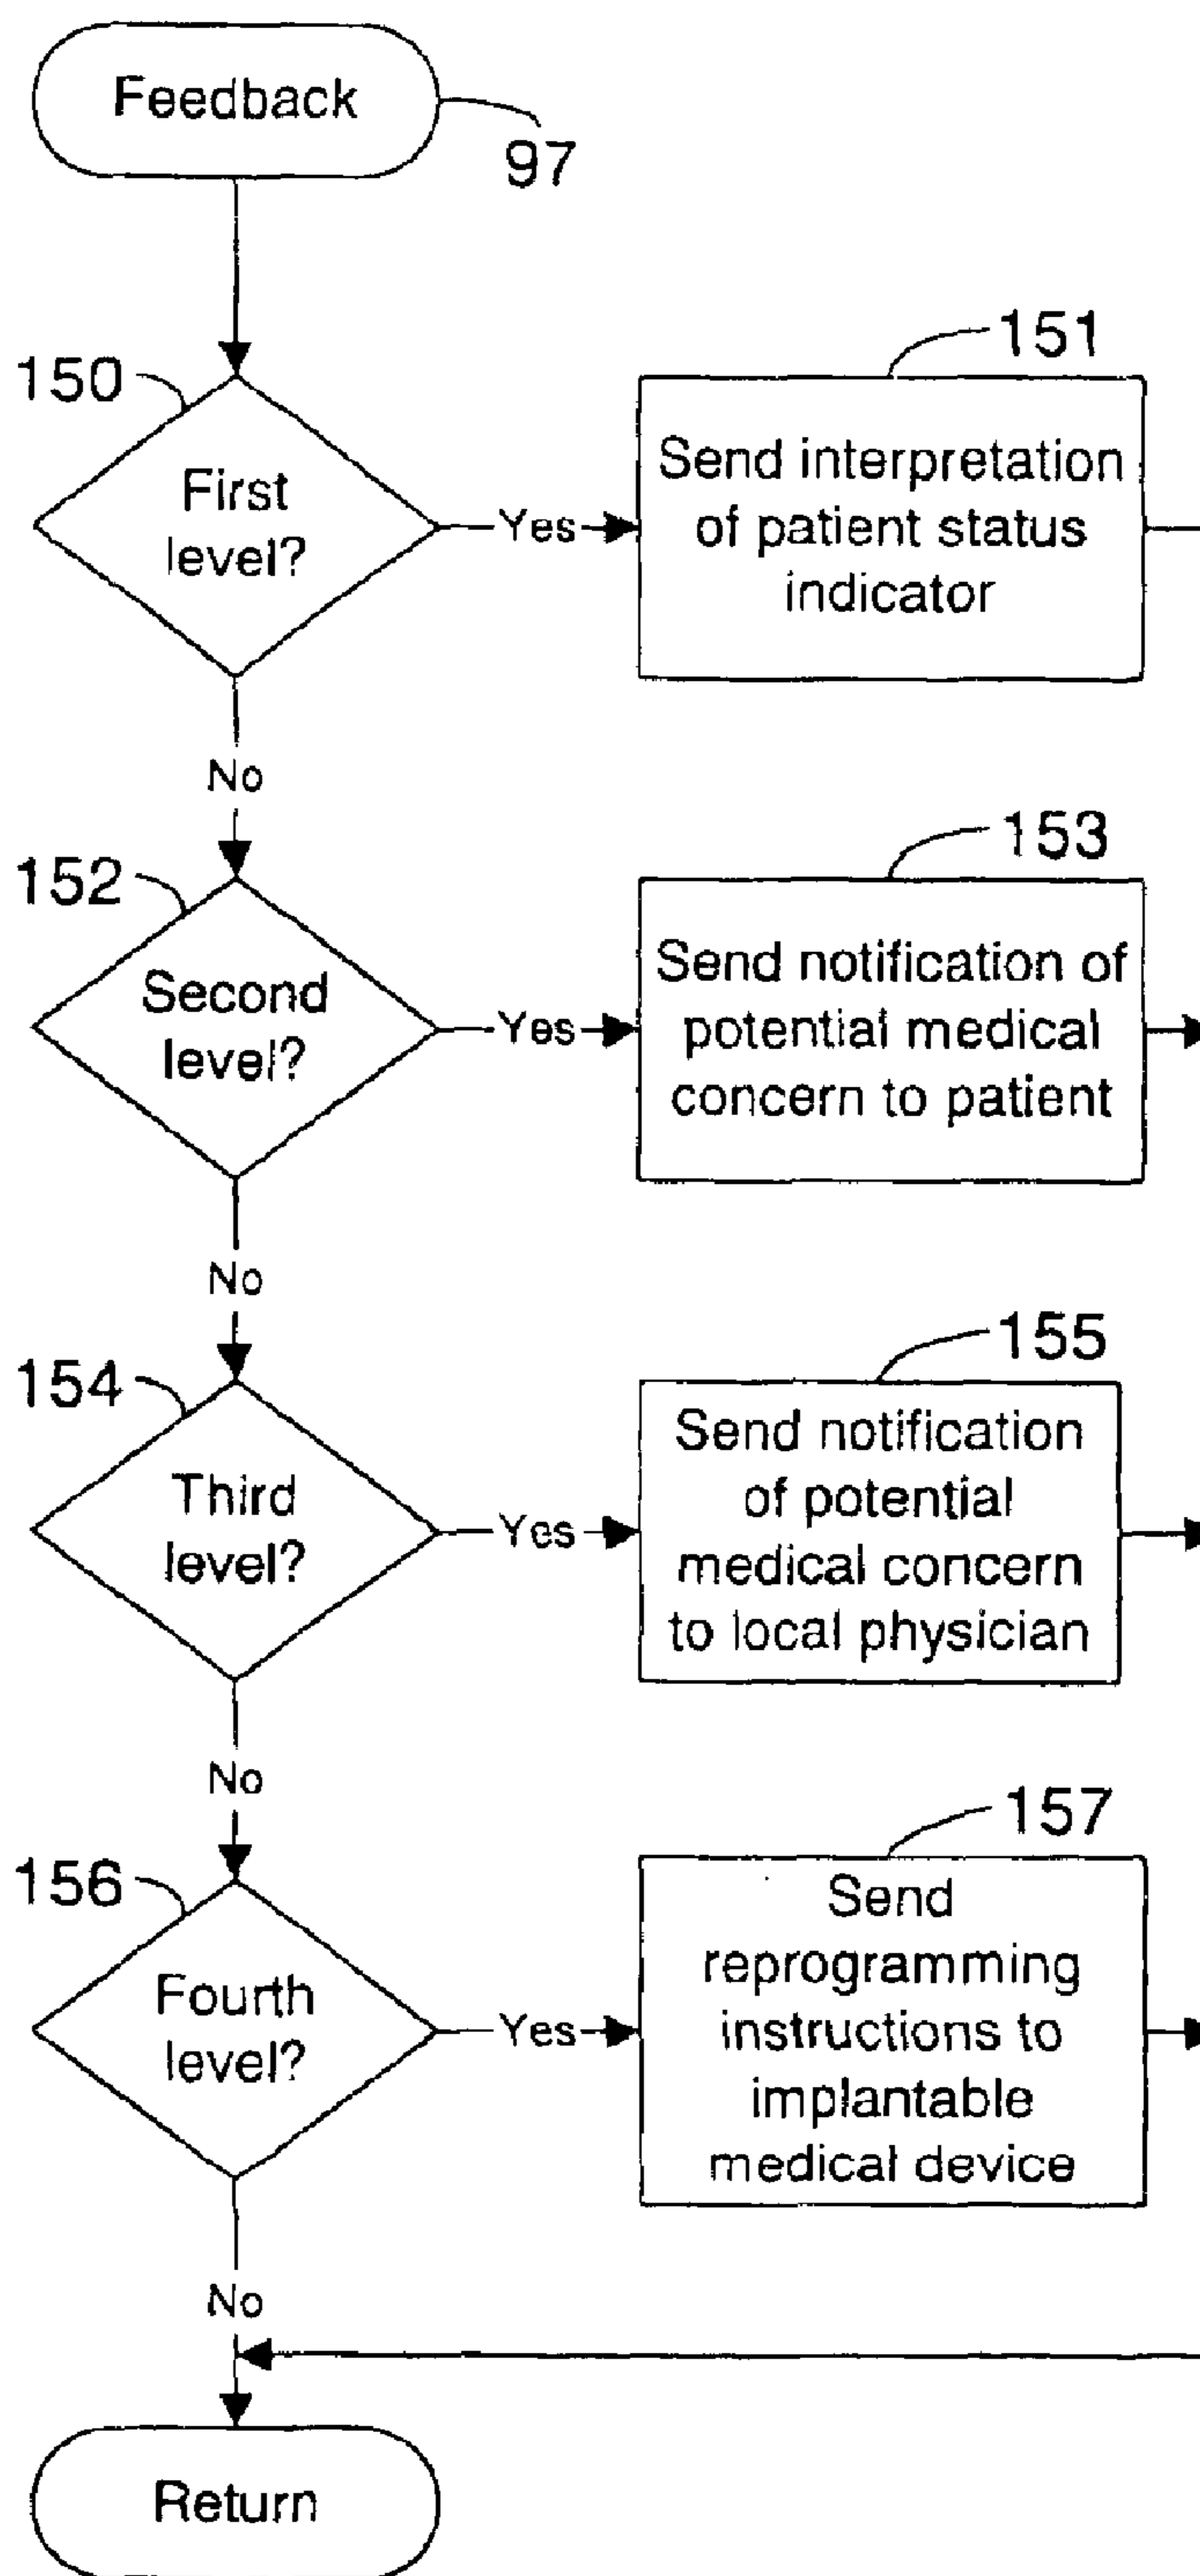 Feedback
97
150
First
level?
Yes
151
Send interpretation
of patient status
indicator
No
152
Second
level?
Yes
153
Send notification of
potential medical
concern to patient
No
154
Third
level?
Yes
155
Send notification
of potential
medical concern
to local physician
No
156
Fourth
level?
Yes
157
Send
reprogramming
instructions to
implantable
medical device
No
Return